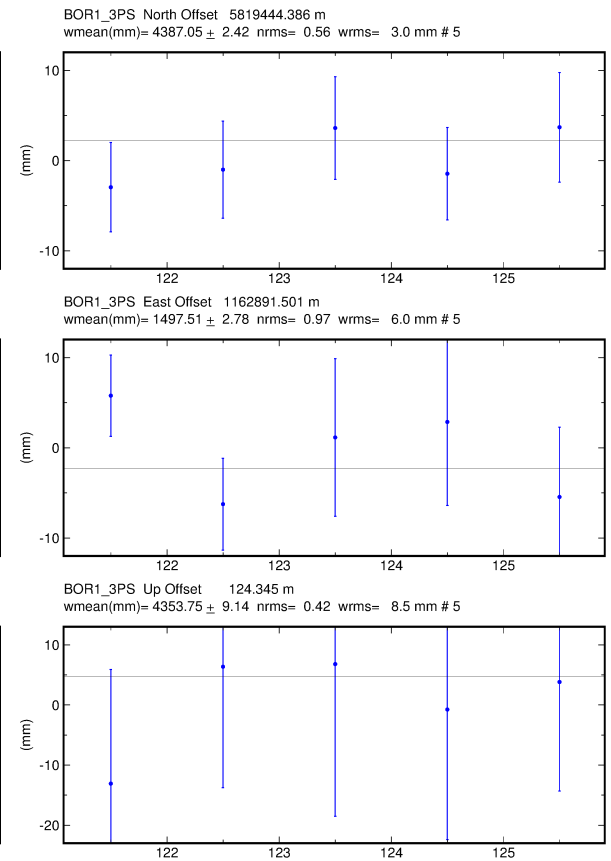 BOR1_3PS North Offset 5819444.386 m
wmean(mm)= 4387.05 ± 2.42 nrms= 0.56 wrms= 3.0 mm # 5
10
0
-10
(mm)
122 123 124 125
BOR1_3PS East Offset 1162891.501 m
wmean(mm)= 1497.51 ± 2.78 nrms= 0.97 wrms= 6.0 mm # 5
10
0
-10
(mm)
122 123 124 125
BOR1_3PS Up Offset 124.345 m
wmean(mm)= 4353.75 ± 9.14 nrms= 0.42 wrms= 8.5 mm # 5
10
0
-10
-20
(mm)
122 123 124 125